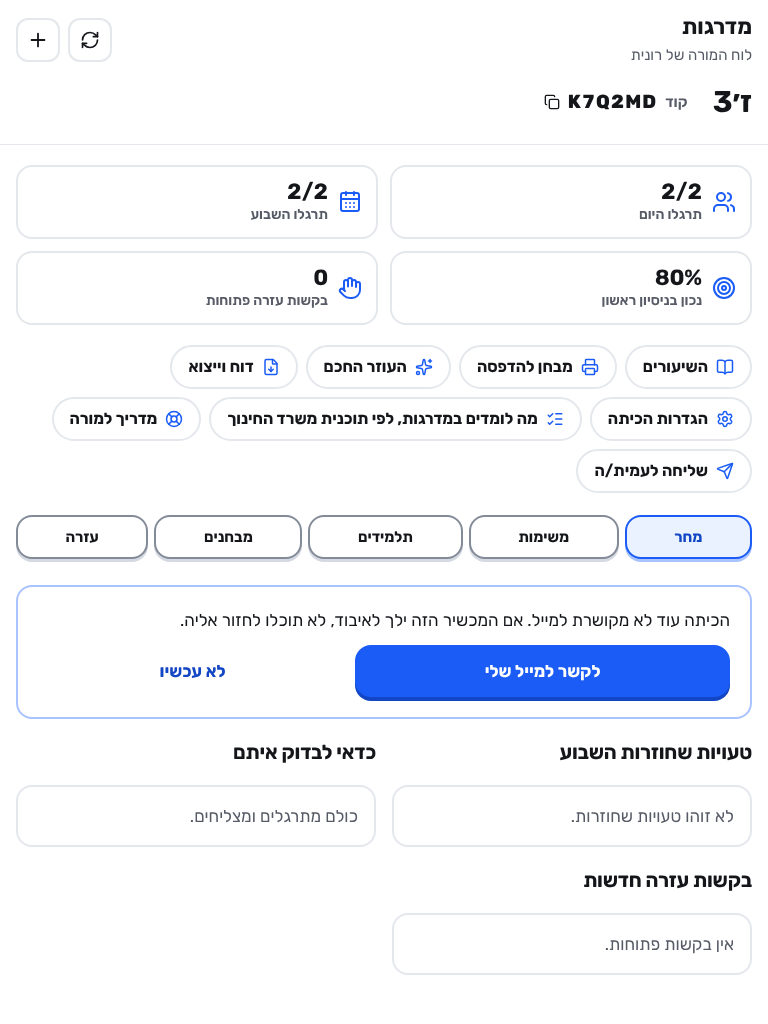 מדרגות
לוח המורה של רונית
ז׳3 קוד K7Q2MD
2/2
תרגלו היום
2/2
תרגלו השבוע
80%
נכון בניסיון ראשון
0
בקשות עזרה פתוחות
השיעורים
מבחן להדפסה
העוזר החכם
דוח וייצוא
הגדרות הכיתה
מה לומדים במדרגות, לפי תוכנית משרד החינוך
מדריך למורה
שליחה לעמית/ה
מחר
משימות
תלמידים
מבחנים
עזרה
הכיתה עוד לא מקושרת למייל. אם המכשיר הזה ילך לאיבוד, לא תוכלו לחזור אליה.
לקשר למייל שלי
לא עכשיו
טעויות שחוזרות השבוע
לא זוהו טעויות שחוזרות.
כדאי לבדוק איתם
כולם מתרגלים ומצליחים.
בקשות עזרה חדשות
אין בקשות פתוחות.